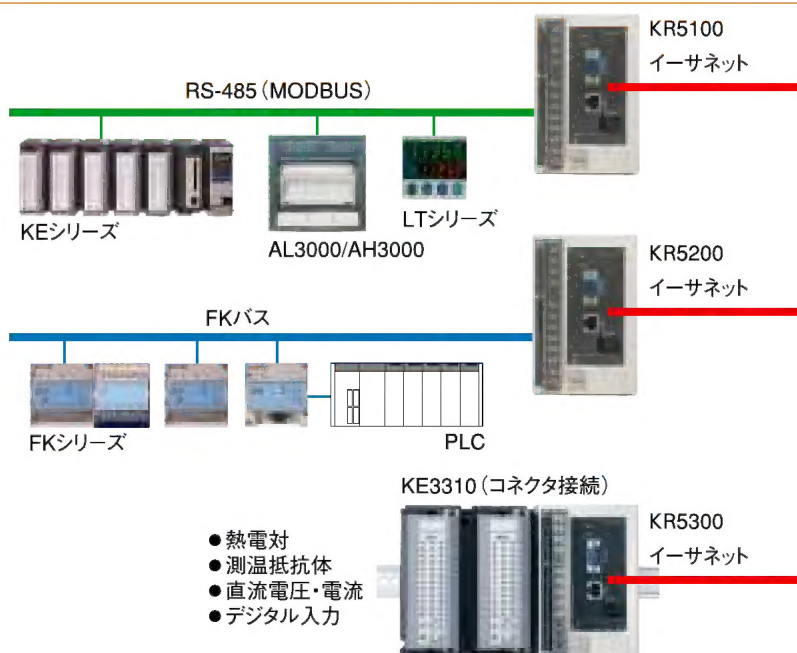 KR5100
イーサネット
RS-485(MODBUS)
KEシリーズ
AL3000/AH3000
LTシリーズ
KR5200
イーサネット
FKバス
FKシリーズ
PLC
KE3310(コネクタ接続)
KR5300
イーサネット
●熱電対
●測温抵抗体
●直流電圧・電流
●デジタル入力